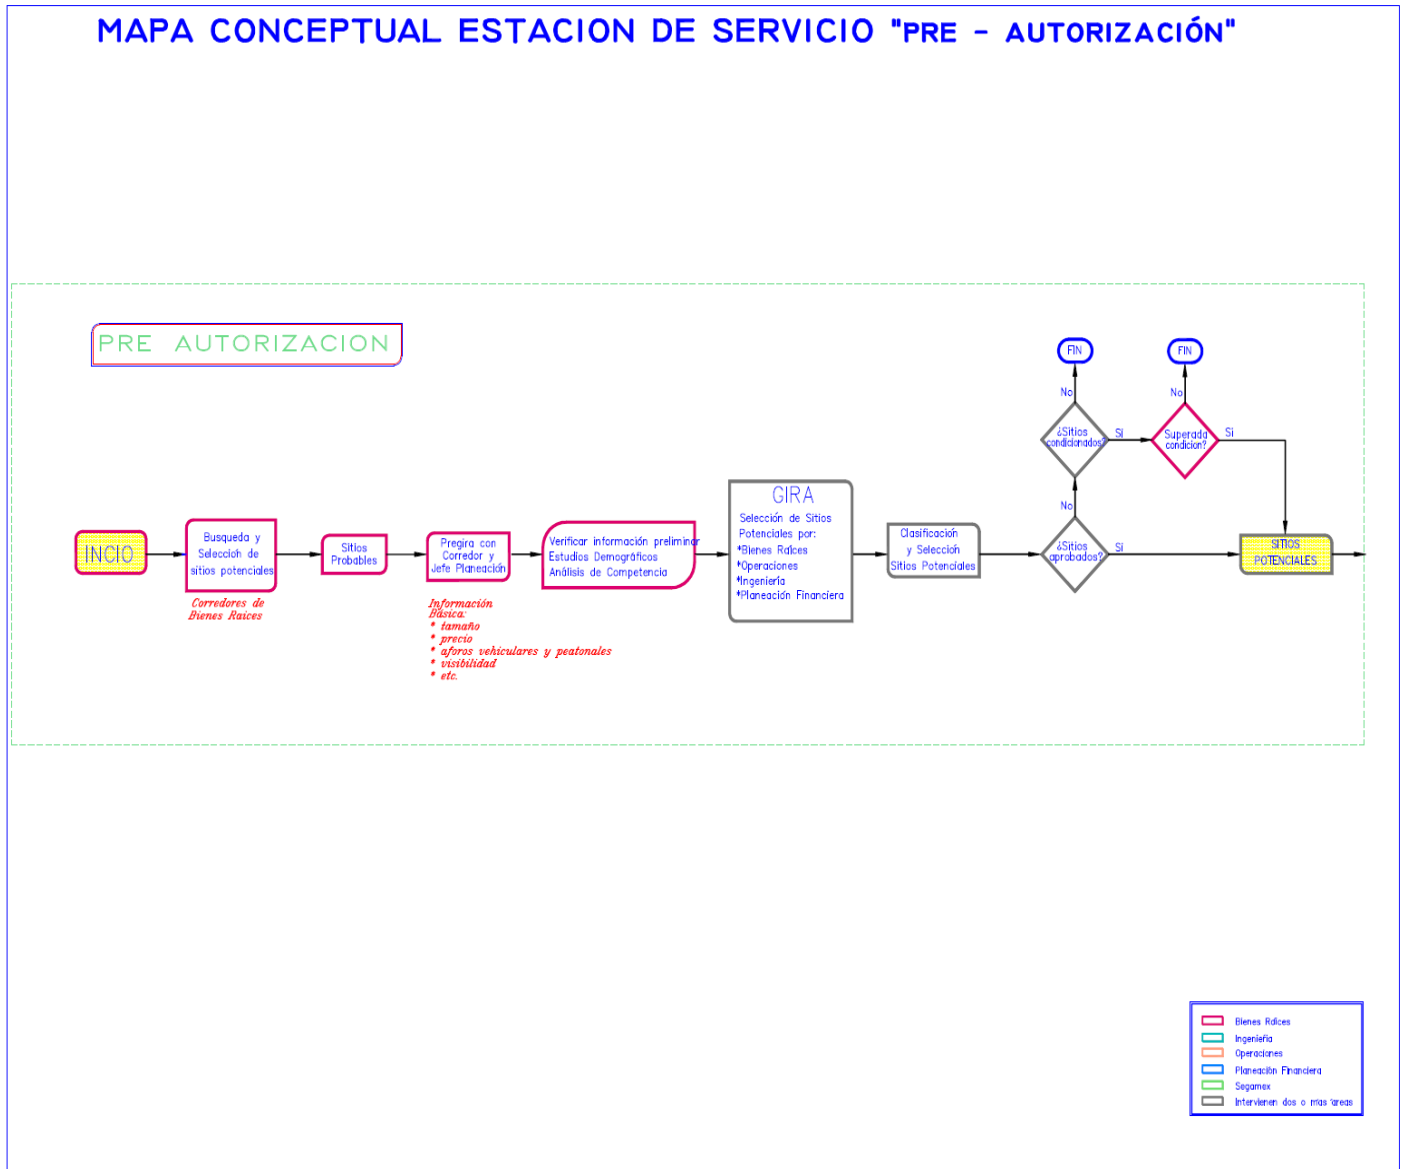 MAPA CONCEPTUAL ESTACION DE SERVICIO "PRE - AUTORIZACIÓN"
PRE AUTORIZACION
INCIO
Busqueda y
Selección de
sitios potenciales
Corredores de
Bienes Raices
Sitios
Probables
Pregira con
Corredor y
Jefe Planeación
Información
Básica:
* tamaño
* precio
* aforos vehiculares y peatonales
* visibilidad
* etc.
Verificar información preliminar
Estudios Demográficos
Análisis de Competencia
GIRA
Selección de Sitios
Potenciales por:
*Bienes Raíces
*Operaciones
*Ingeniería
*Planeación Financiera
Clasificación
y Selección
Sitios Potenciales
¿Sitios
aprobados?
No
Si
¿Sitios
condicionados?
No
Si
FIN
Superada
condicion?
No
Si
FIN
SITIOS
POTENCIALES
Bienes Raíces
Ingeniería
Operaciones
Planeación Financiera
Segamex
Intervienen dos o mas areas